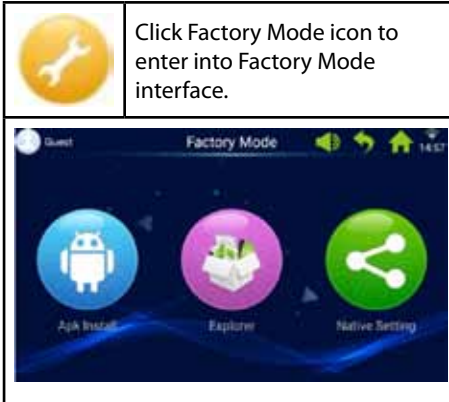 Click Factory Mode icon to
enter into Factory Mode
interface.
Guest
Factory Mode
14:57
Apk Install
Explorer
Native Setting